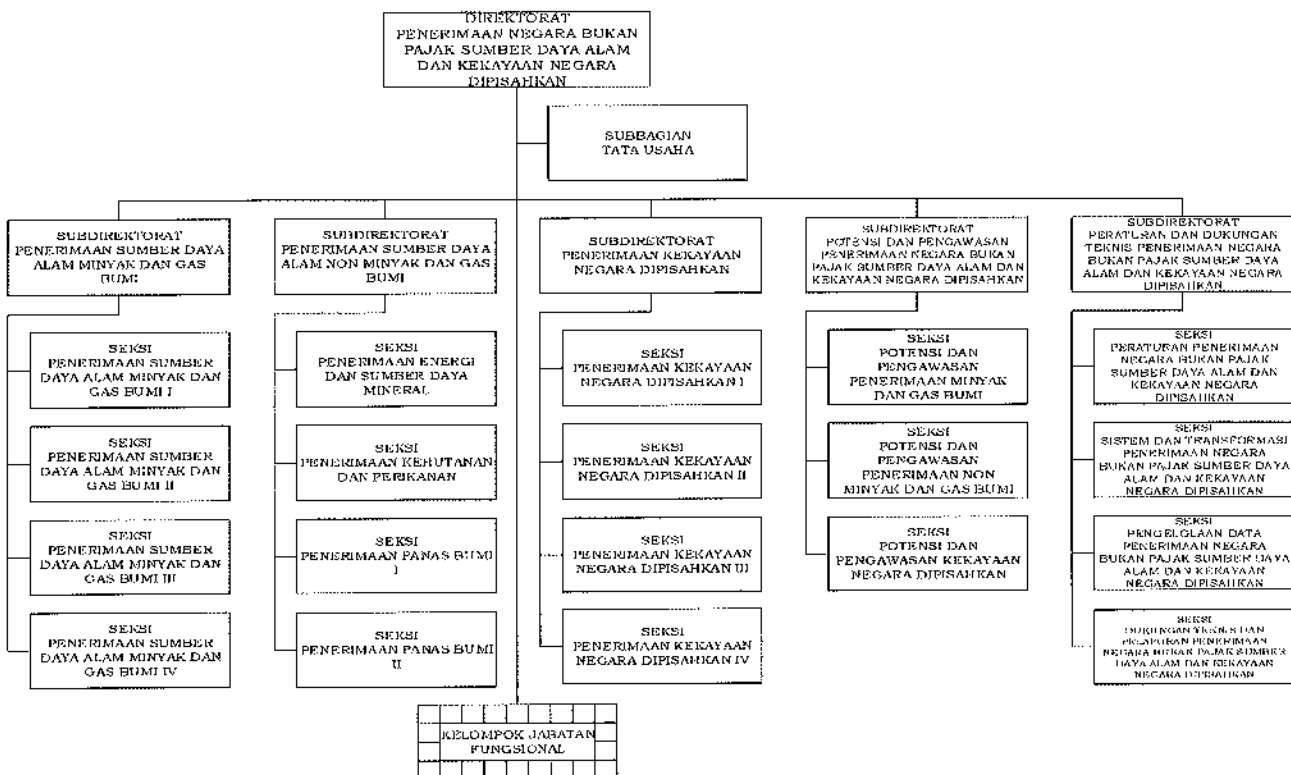 DIREKTORAT
PENERIMAAN NEGARA BUKAN
PAJAK SUMBER DAYA ALAM
DAN KEKAYAAN NEGARA
DIPISAHKAN
SUBBAGIAN
TATA USAHA
SUBDIREKTORAT
PENERIMAAN SUMBER DAYA
ALAM MINYAK DAN GAS
BUMI
SUBDIREKTORAT
PENERIMAAN SUMBER DAYA
ALAM NON MINYAK DAN GAS
BUMI
SUBDIREKTORAT
PENERIMAAN KEKAYAAN
NEGARA DIPISAHKAN
SUBDIREKTORAT
POTENSI DAN PENGAWASAN
PENERIMAAN NEGARA BUKAN
PAJAK SUMBER DAYA ALAM DAN
KEKAYAAN NEGARA DIPISAHKAN
SUBDIREKTORAT
PERATURAN DAN DUKUNGAN
TEKNIS PENERIMAAN NEGARA
BUKAN PAJAK SUMBER DAYA
ALAM DAN KEKAYAAN NEGARA
DIPISAHKAN
SEKSI
PENERIMAAN SUMBER
DAYA ALAM MINYAK DAN
GAS BUMI I
SEKSI
PENERIMAAN SUMBER
DAYA ALAM MINYAK DAN
GAS BUMI II
SEKSI
PENERIMAAN SUMBER
DAYA ALAM MINYAK DAN
GAS BUMI III
SEKSI
PENERIMAAN SUMBER
DAYA ALAM MINYAK DAN
GAS BUMI IV
SEKSI
PENERIMAAN ENERGI
DAN SUMBER DAYA
MINERAL
SEKSI
PENERIMAAN KEHUTANAN
DAN PERIKANAN
SEKSI
PENERIMAAN PANAS BUMI
I
SEKSI
PENERIMAAN PANAS BUMI
II
SEKSI
PENERIMAAN KEKAYAAN
NEGARA DIPISAHKAN I
SEKSI
PENERIMAAN KEKAYAAN
NEGARA DIPISAHKAN II
SEKSI
PENERIMAAN KEKAYAAN
NEGARA DIPISAHKAN III
SEKSI
PENERIMAAN KEKAYAAN
NEGARA DIPISAHKAN IV
SEKSI
POTENSI DAN
PENGAWASAN
PENERIMAAN MINYAK
DAN GAS BUMI
SEKSI
POTENSI DAN
PENGAWASAN
PENERIMAAN NON
MINYAK DAN GAS BUMI
SEKSI
POTENSI DAN
PENGAWASAN KEKAYAAN
NEGARA DIPISAHKAN
SEKSI
PERATURAN PENERIMAAN
NEGARA BUKAN PAJAK
SUMBER DAYA ALAM DAN
KEKAYAAN NEGARA
DIPISAHKAN
SEKSI
SISTEM DAN TRANSFORMASI
PENERIMAAN NEGARA
BUKAN PAJAK SUMBER DAYA
ALAM DAN KEKAYAAN
NEGARA DIPISAHKAN
SEKSI
PENGELOLAAN DATA
PENERIMAAN NEGARA
BUKAN PAJAK SUMBER DAYA
ALAM DAN KEKAYAAN
NEGARA DIPISAHKAN
SEKSI
DUKUNGAN TEKNIS DAN
PELAPORAN PENERIMAAN
NEGARA BUKAN PAJAK SUMBER
DAYA ALAM DAN KEKAYAAN
NEGARA DIPISAHKAN
KELOMPOK JABATAN
FUNGSIONAL